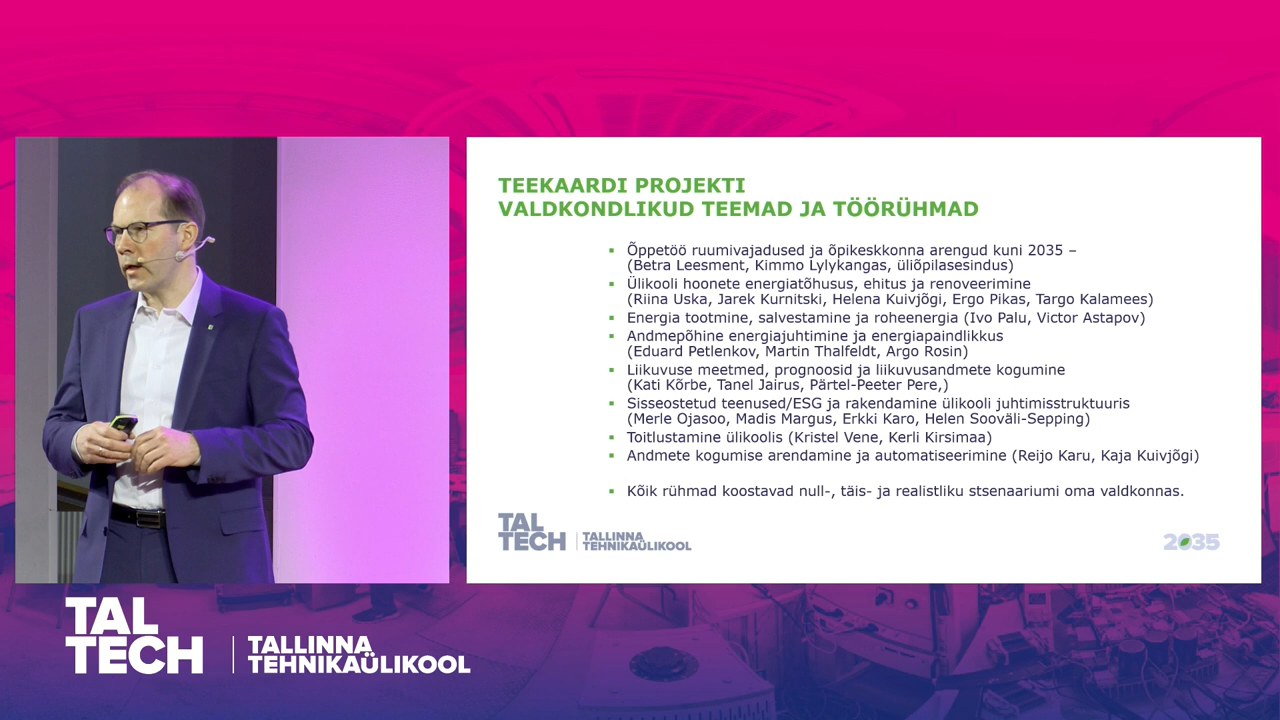 TEEKAARDI PROJEKTI
VALDKONDLIKUD TEEMAD JA TÖÖRÜHMAD
▪ Õppetöö ruumivajadused ja õpikeskkonna arengud kuni 2035 –
(Betra Leesment, Kimmo Lylykangas, üliõpilasesindus)
▪ Ülikooli hoonete energiatõhusus, ehitus ja renoveerimine
(Riina Uska, Jarek Kurnitski, Helena Kuivjõgi, Ergo Pikas, Targo Kalamees)
▪ Energia tootmine, salvestamine ja roheenergia (Ivo Palu, Victor Astapov)
▪ Andmepõhine energiajuhtimine ja energiapaindlikkus
(Eduard Petlenkov, Martin Thalfeldt, Argo Rosin)
▪ Liikuvuse meetmed, prognoosid ja liikuvusandmete kogumine
(Kati Kõrbe, Tanel Jairus, Pärtel-Peeter Pere,)
▪ Sisseostetud teenused/ESG ja rakendamine ülikooli juhtimisstruktuuris
(Merle Ojasoo, Madis Margus, Erkki Karo, Helen Sooväli-Sepping)
▪ Toitlustamine ülikoolis (Kristel Vene, Kerli Kirsimaa)
▪ Andmete kogumise arendamine ja automatiseerimine (Reijo Karu, Kaja Kuivjõgi)
▪ Kõik rühmad koostavad null-, täis- ja realistliku stsenaariumi oma valdkonnas.
TAL
TECH
TALLINNA
TEHNIKAÜLIKOOL
2035
TAL
TECH
TALLINNA
TEHNIKAÜLIKOOL